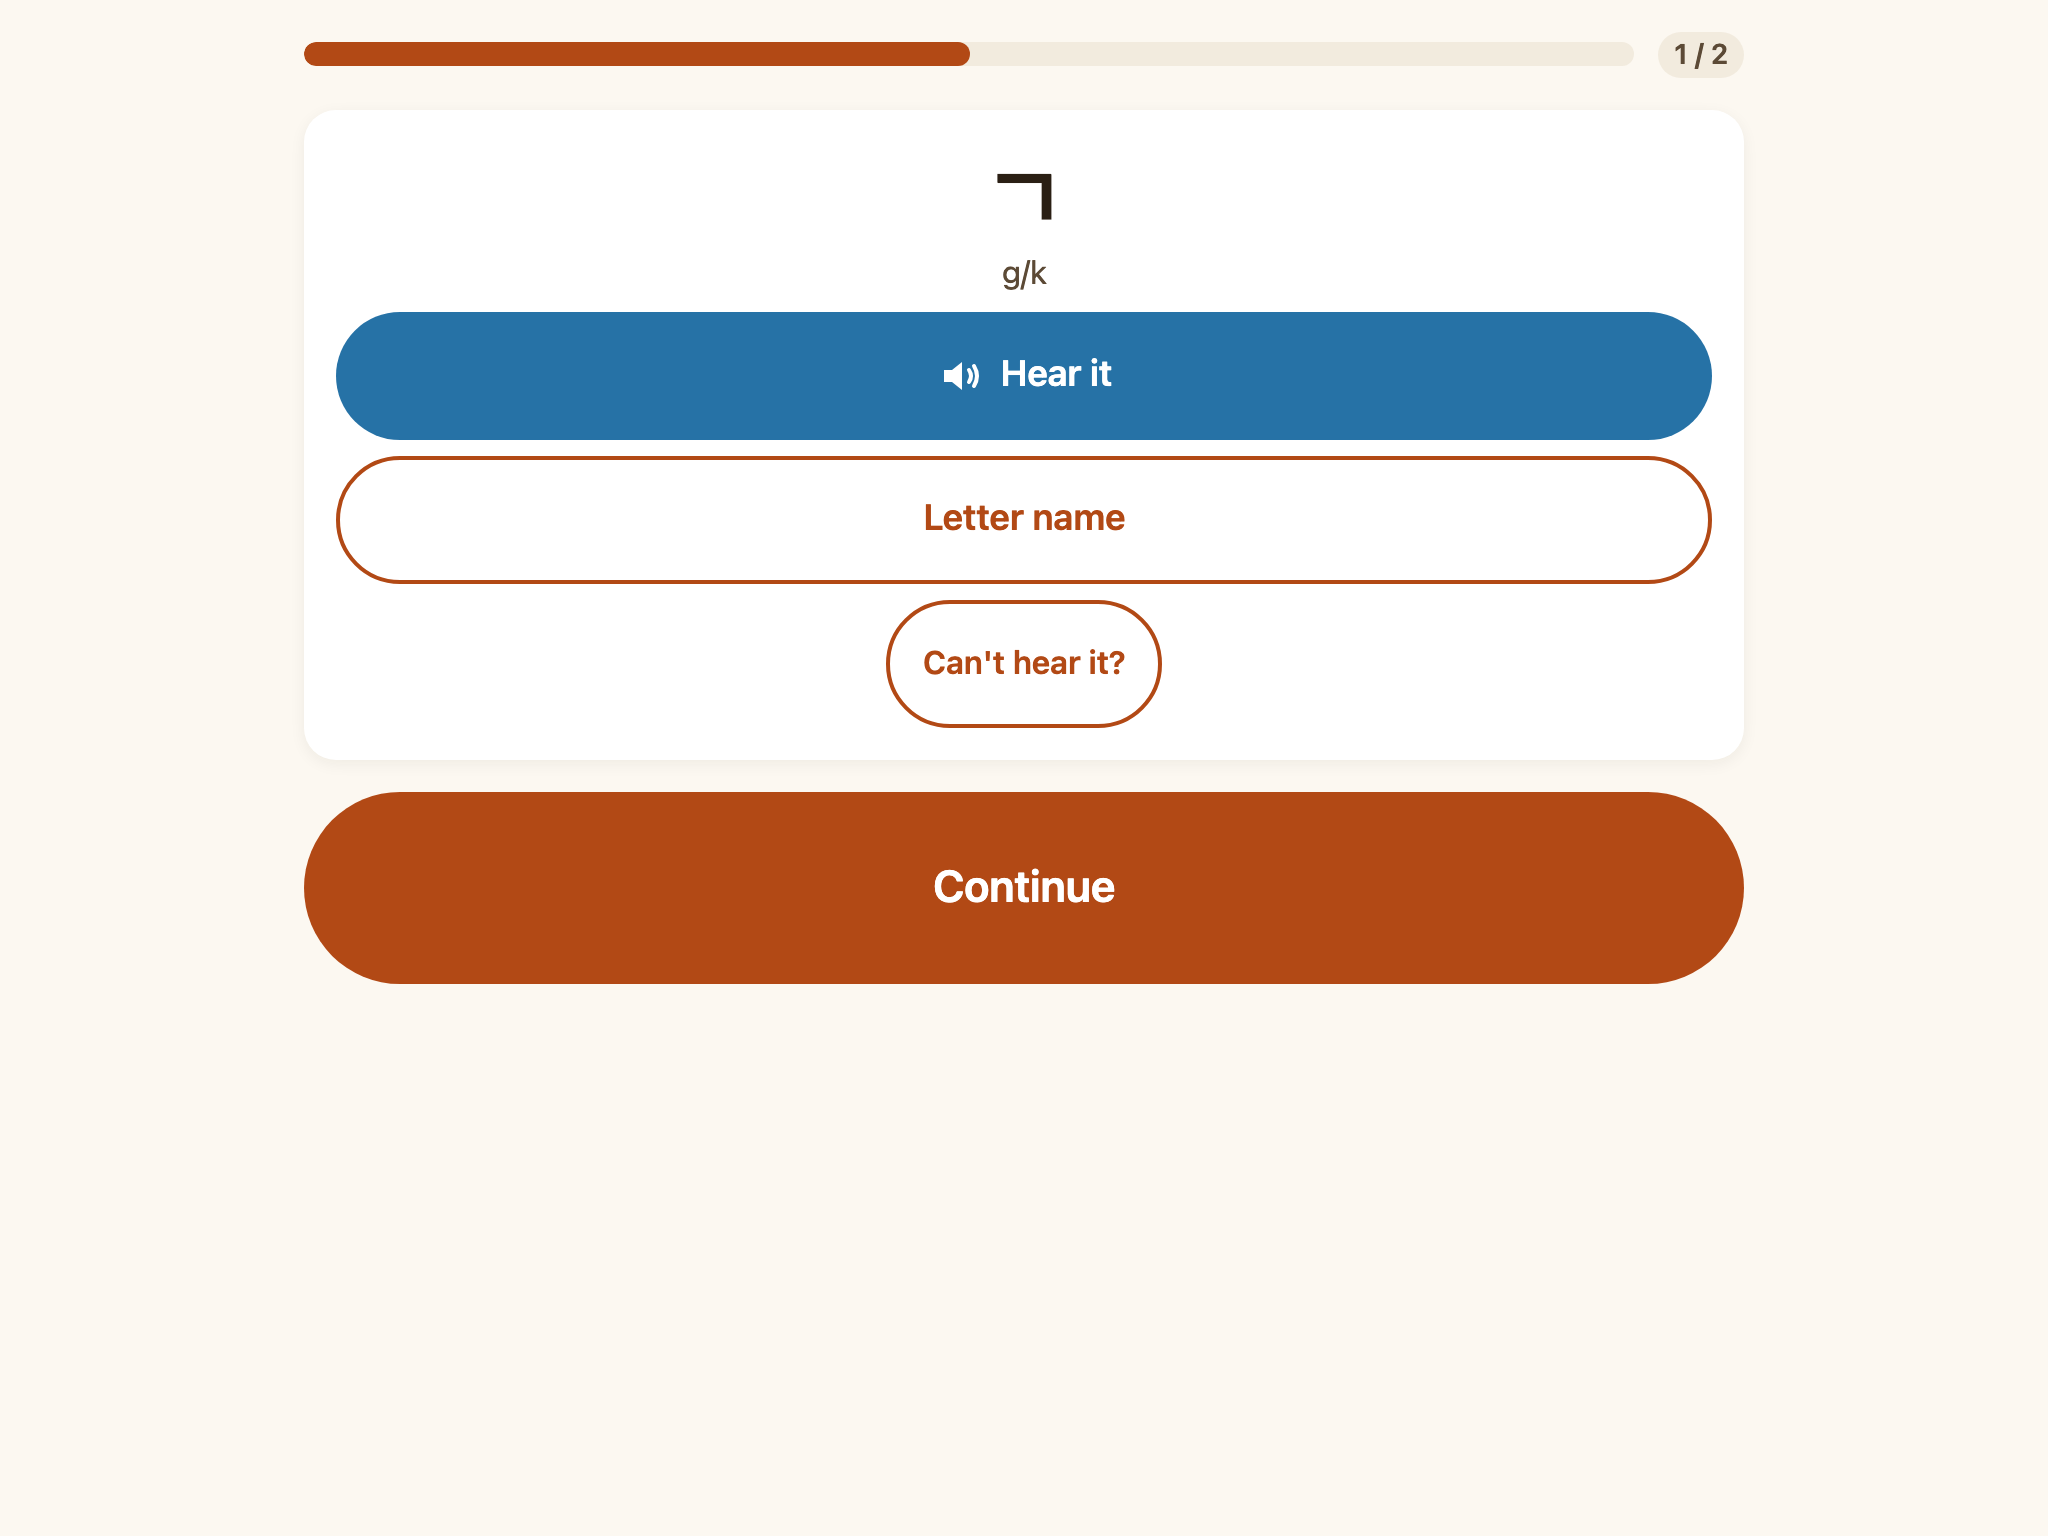 1 / 2
ㄱ
g/k
Hear it
Letter name
Can't hear it?
Continue